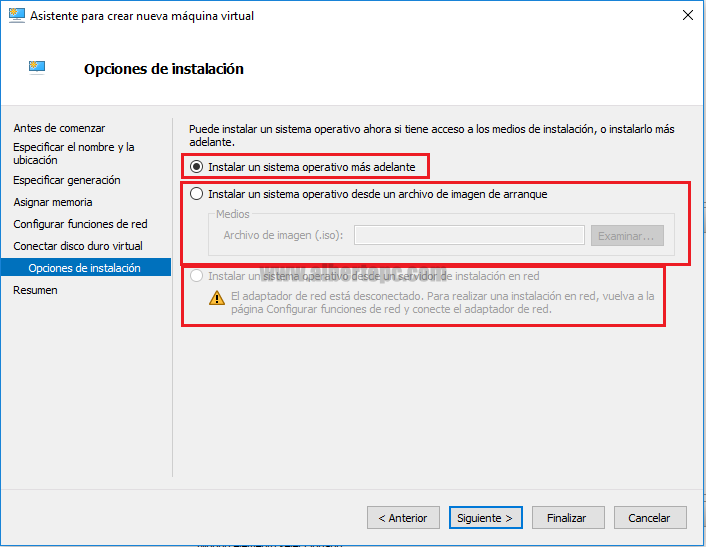 Asistente para crear nueva máquina virtual
Opciones de instalación
Antes de comenzar
Especificar el nombre y la
ubicación
Especificar generación
Asignar memoria
Configurar funciones de red
Conectar disco duro virtual
Opciones de instalación
Resumen
Puede instalar un sistema operativo ahora si tiene acceso a los medios de instalación, o instalarlo más
adelante.
Instalar un sistema operativo más adelante
Instalar un sistema operativo desde un archivo de imagen de arranque
Medios
Archivo de imagen (.iso):
Examinar...
Instalar un sistema operativo desde un servidor de instalación en red
El adaptador de red está desconectado. Para realizar una instalación en red, vuelva a la
página Configurar funciones de red y conecte el adaptador de red.
< Anterior
Siguiente >
Finalizar
Cancelar